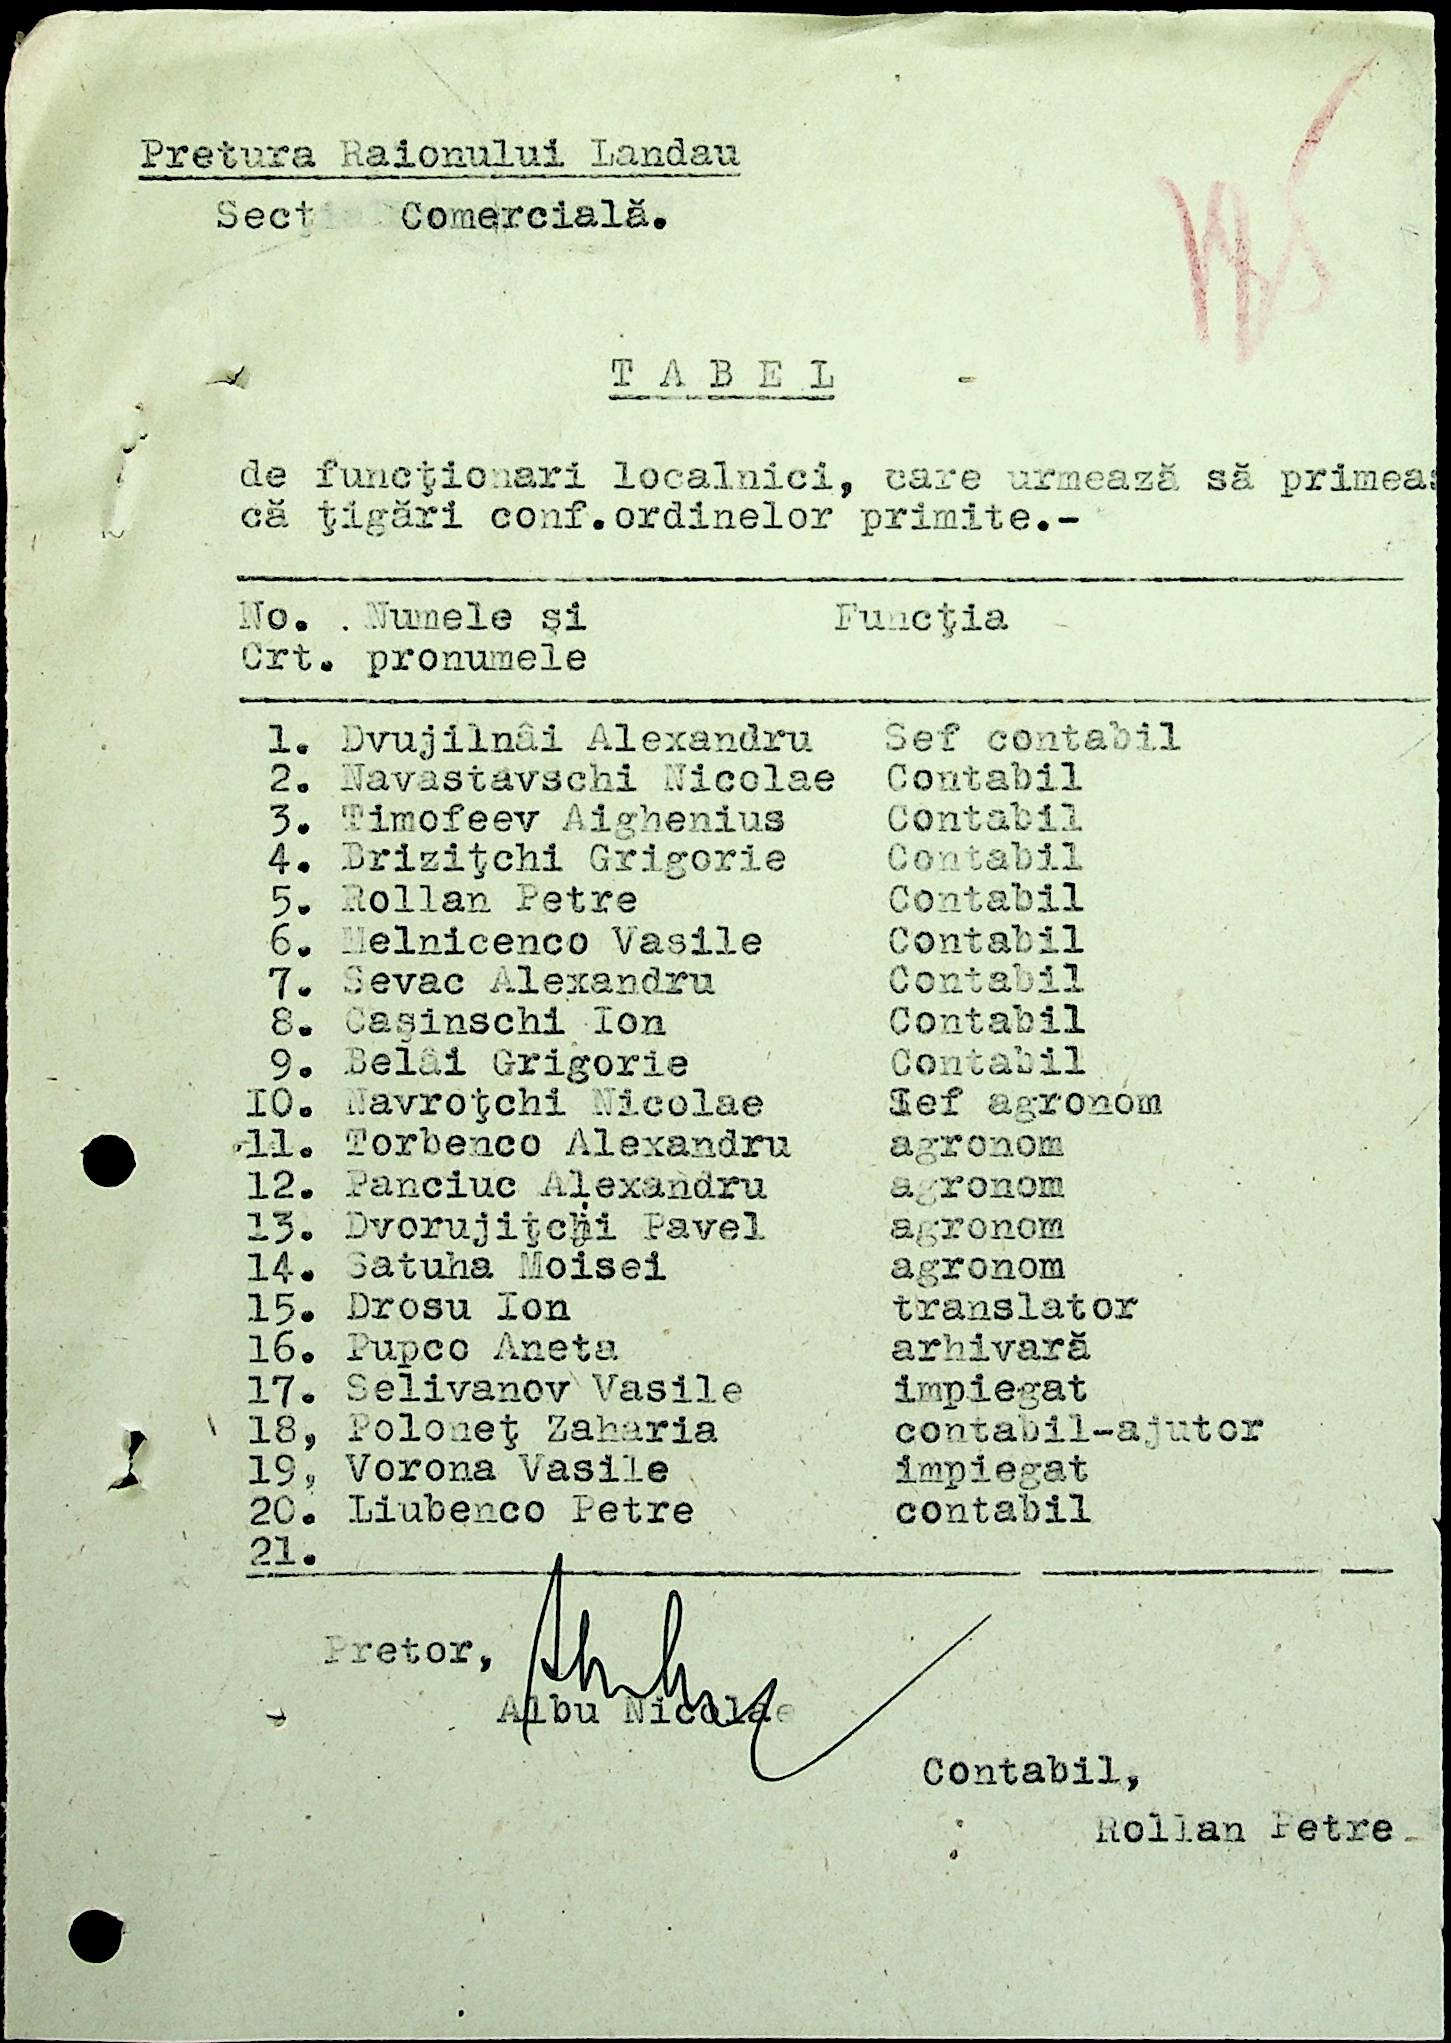 Pretura Raionului Landau
Secţia Comercială.
T A B E L
de funcţionari localnici, care urmează să primeas
că ţigări conf.ordinelor primite.-
No. Numele şi Funcţia
Crt. pronumele
1. Dvujilnâi Alexandru Sef contabil
2. Navastavschi Nicolae Contabil
3. Timofeev Aighenius Contabil
4. Briziţchi Grigorie Contabil
5. Rollan Petre Contabil
6. Melnicenco Vasile Contabil
7. Sevac Alexandru Contabil
8. Caşinschi Ion Contabil
9. Belâi Grigorie Contabil
10. Navroţchi Nicolae Sef agronom
11. Torbenco Alexandru agronom
12. Panciuc Alexandru agronom
13. Dvorujiţchi Pavel agronom
14. Satuha Moisei agronom
15. Drosu Ion translator
16. Pupco Aneta arhivară
17. Selivanov Vasile impiegat
18, Poloneţ Zaharia contabil-ajutor
19, Vorona Vasile impiegat
20. Liubenco Petre contabil
21.
Pretor,
Albu Nicolae
Contabil,
Rollan Petre